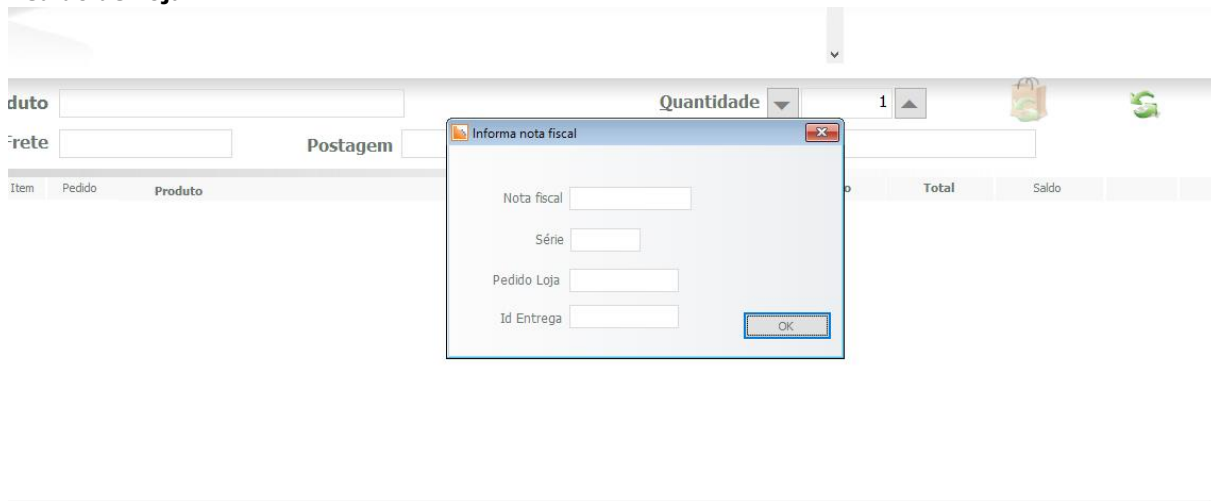 duto
Quantidade 1
Informa nota fiscal
Frete
Postagem
Item Pedido Produto Total Saldo
Nota fiscal
Série
Pedido Loja
Id Entrega
OK